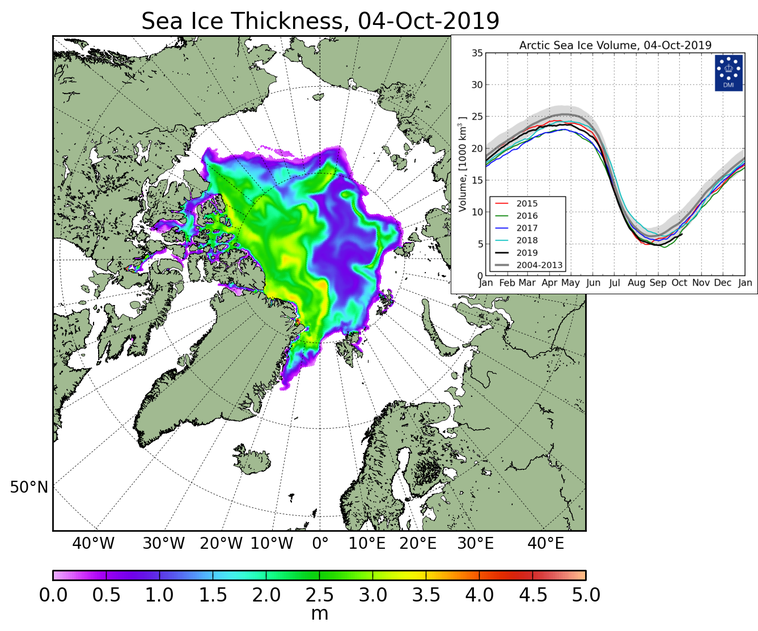 Sea Ice Thickness, 04-Oct-2019
Arctic Sea Ice Volume, 04-Oct-2019
Volume, [1000 km³]
35
30
25
20
15
10
5
0
DMI
2015
2016
2017
2018
2019
2004-2013
Jan Feb Mar Apr May Jun Jul Aug Sep Oct Nov Dec Jan
50°N
40°W 30°W 20°W 10°W 0° 10°E 20°E 30°E 40°E
0.0 0.5 1.0 1.5 2.0 2.5 3.0 3.5 4.0 4.5 5.0
m